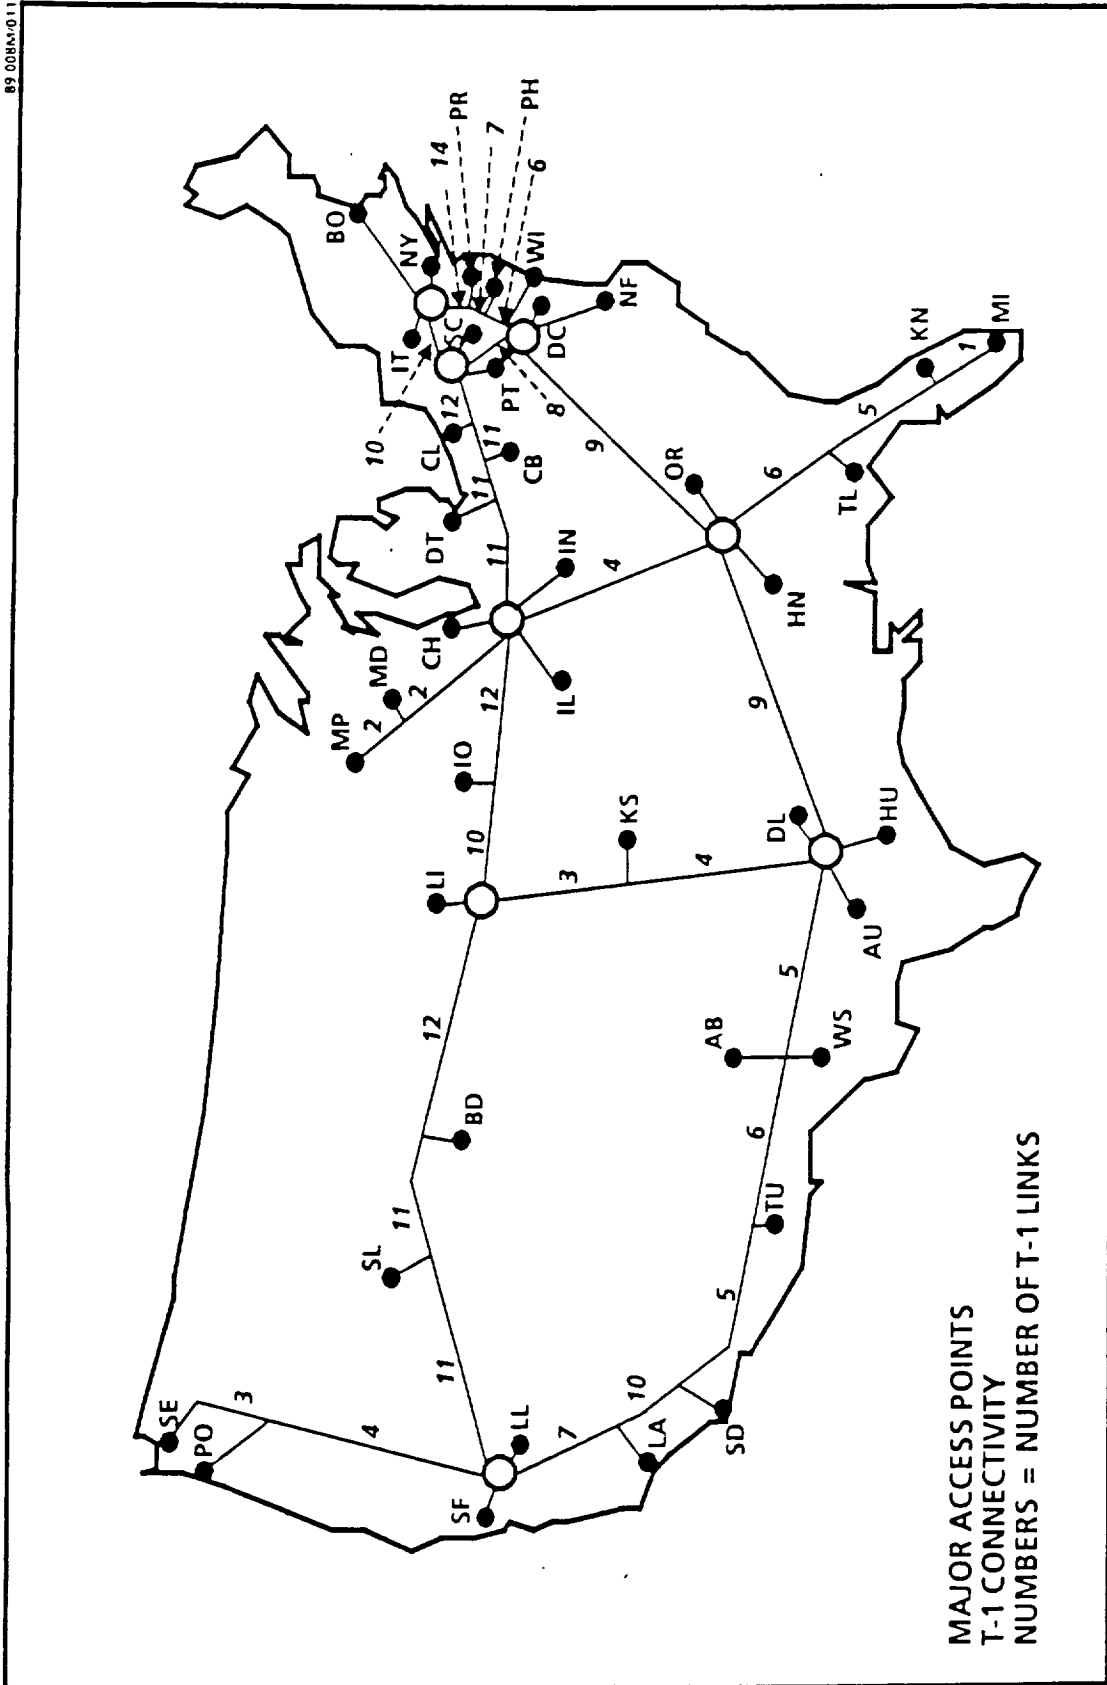 89 008M/011
SE
PO
3
4
SF
LL
7
LA
10
SD
5
TU
6
AB
WS
5
11
SL
11
BD
12
LI
10
IO
12
MP
2
MD
2
CH
IL
IN
11
DT
11
CB
11
CL
12
10
IT
NY
BO
SC
PT
8
DC
14
PR
7
PH
6
WI
NF
3
KS
4
DL
HU
AU
9
4
HN
OR
9
6
TL
5
KN
1
MI
MAJOR ACCESS POINTS
T-1 CONNECTIVITY
NUMBERS = NUMBER OF T-1 LINKS